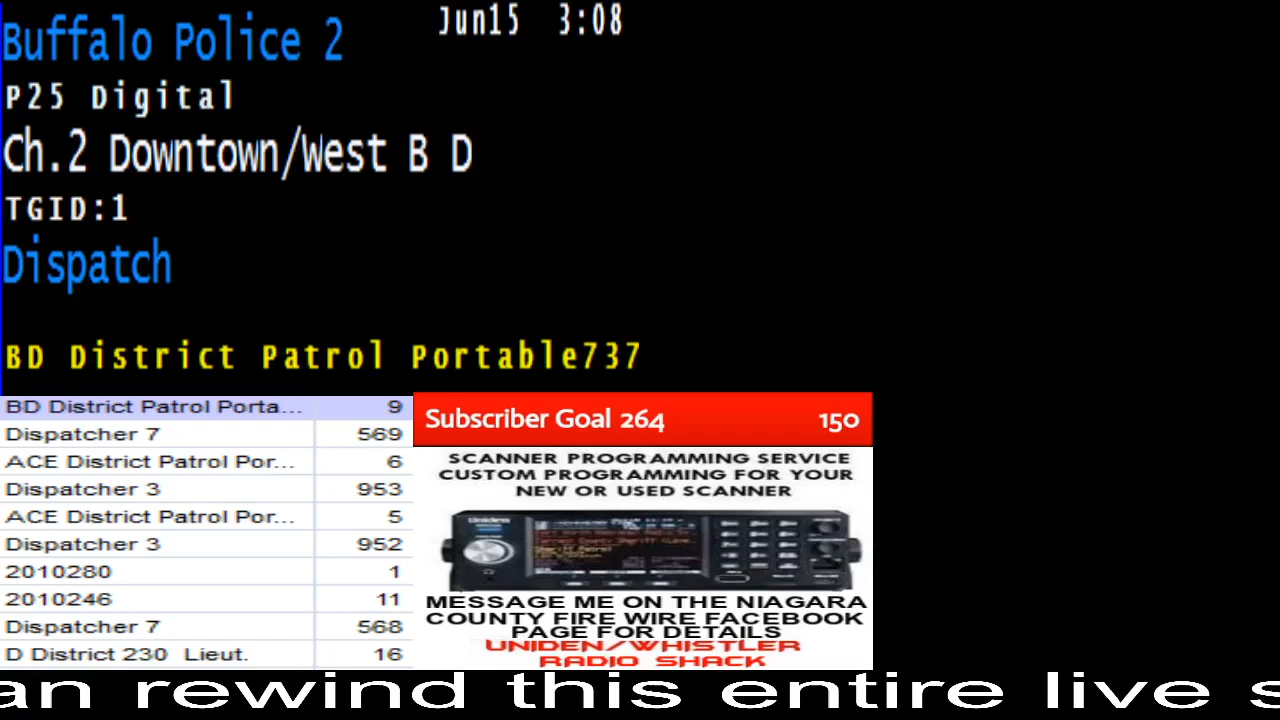 Buffalo Police 2
Jun15 3:08
P25 Digital
Ch.2 Downtown/West B D
TGID:1
Dispatch
BD District Patrol Portable737
BD District Patrol Porta... 9
Dispatcher 7 569
ACE District Patrol Por... 6
Dispatcher 3 953
ACE District Patrol Por... 5
Dispatcher 3 952
2010280 1
2010246 11
Dispatcher 7 568
D District 230 Lieut. 16
Subscriber Goal 264 150
SCANNER PROGRAMMING SERVICE
CUSTOM PROGRAMMING FOR YOUR
NEW OR USED SCANNER
Uniden
MESSAGE ME ON THE NIAGARA
COUNTY FIRE WIRE FACEBOOK
PAGE FOR DETAILS
UNIDEN/WHISTLER
RADIO SHACK
an rewind this entire live s